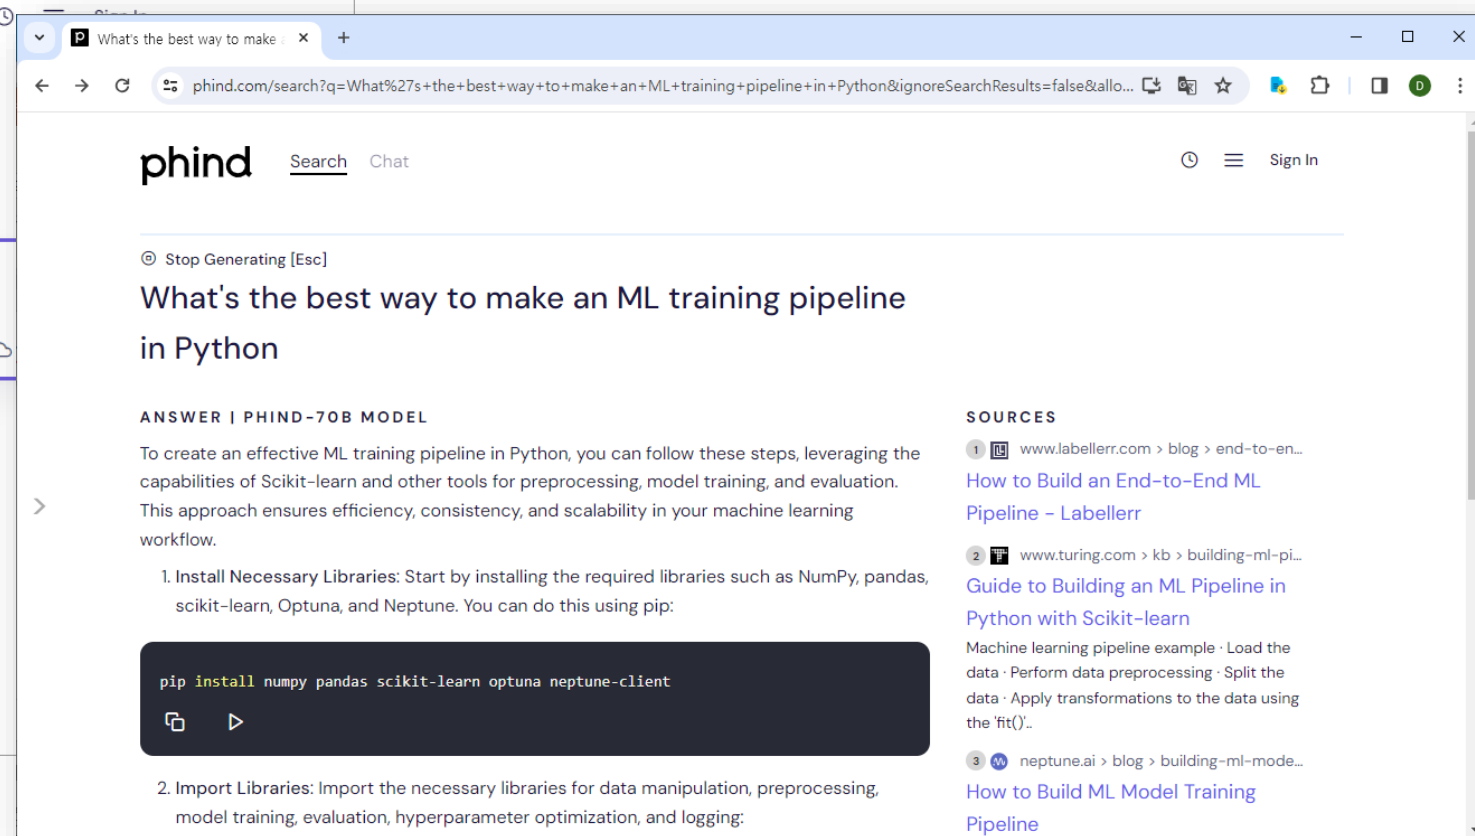 Sign In
What's the best way to make
phind.com/search?q=What%27s+the+best+way+to+make+an+ML+training+pipeline+in+Python&ignoreSearchResults=false&allo...
D
phind
Search
Chat
Sign In
Stop Generating [Esc]
What's the best way to make an ML training pipeline
in Python
ANSWER | PHIND-70B MODEL
To create an effective ML training pipeline in Python, you can follow these steps, leveraging the
capabilities of Scikit-learn and other tools for preprocessing, model training, and evaluation.
This approach ensures efficiency, consistency, and scalability in your machine learning
workflow.
1. Install Necessary Libraries: Start by installing the required libraries such as NumPy, pandas,
scikit-learn, Optuna, and Neptune. You can do this using pip:
pip install numpy pandas scikit-learn optuna neptune-client
2. Import Libraries: Import the necessary libraries for data manipulation, preprocessing,
model training, evaluation, hyperparameter optimization, and logging:
SOURCES
1 www.labellerr.com > blog > end-to-en...
How to Build an End-to-End ML
Pipeline - Labellerr
2 www.turing.com > kb > building-ml-pi...
Guide to Building an ML Pipeline in
Python with Scikit-learn
Machine learning pipeline example · Load the
data · Perform data preprocessing · Split the
data · Apply transformations to the data using
the 'fit()'..
3 neptune.ai > blog > building-ml-mode...
How to Build ML Model Training
Pipeline